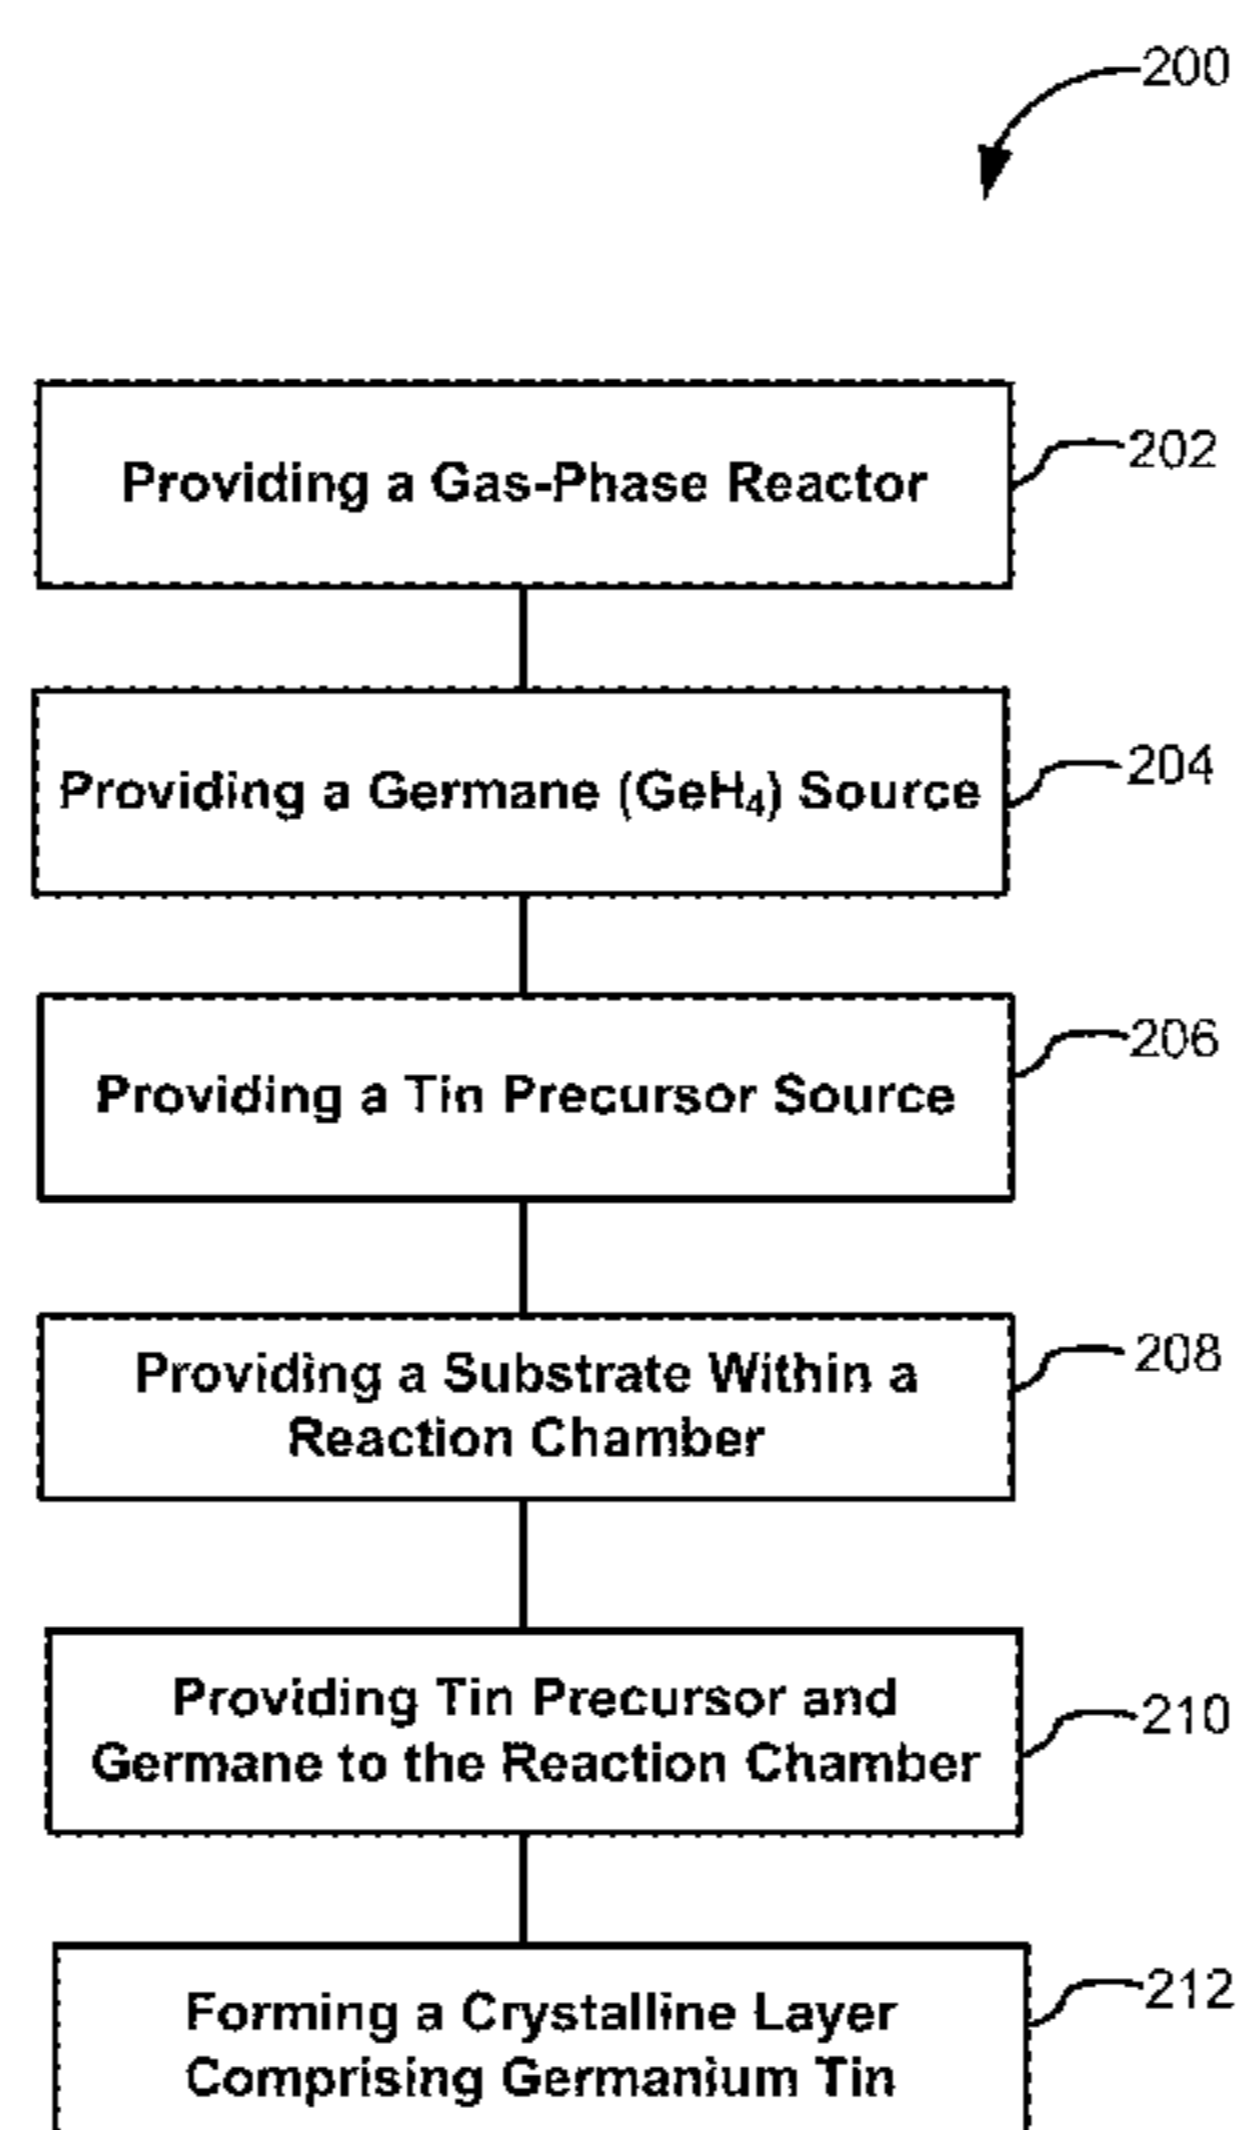 200
Providing a Gas-Phase Reactor
202
Providing a Germane (GeH₄) Source
204
Providing a Tin Precursor Source
206
Providing a Substrate Within a
Reaction Chamber
208
Providing Tin Precursor and
Germane to the Reaction Chamber
210
Forming a Crystalline Layer
Comprising Germanium Tin
212